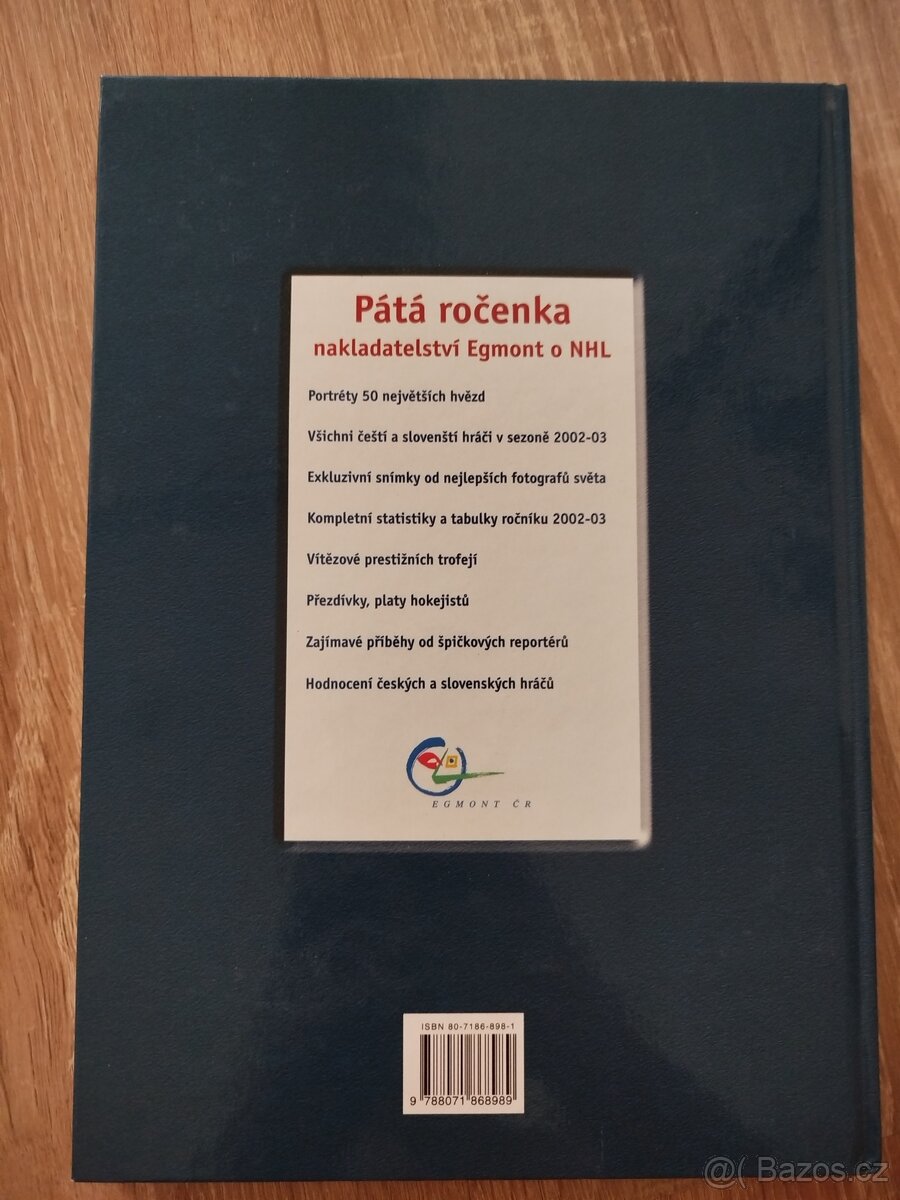 Pátá ročenka
nakladatelství Egmont o NHL
Portréty 50 největších hvězd
Všichni čeští a slovenští hráči v sezoně 2002-03
Exkluzivní snímky od nejlepších fotografů světa
Kompletní statistiky a tabulky ročníku 2002-03
Vítězové prestižních trofejí
Přezdívky, platy hokejistů
Zajímavé příběhy od špičkových reportérů
Hodnocení českých a slovenských hráčů
EGMONT ČR
ISBN 80-7186-898-1
9 788071 868989
@( Bazos.cz